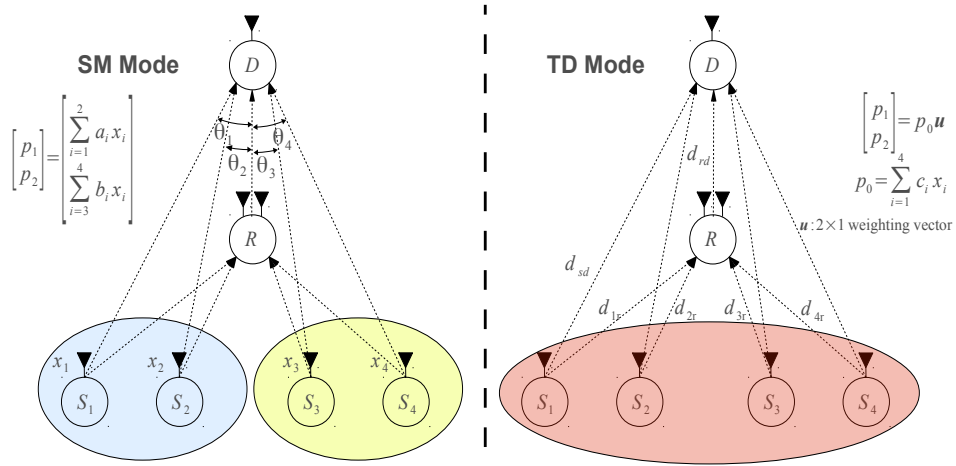 SM Mode
D
[p₁ p₂] = [∑_{i=1}^{2} a_i x_i ∑_{i=3}^{4} b_i x_i]
θ₁ θ₂ θ₃ θ₄
R
x₁ x₂ x₃ x₄
S₁ S₂ S₃ S₄
TD Mode
D
[p₁ p₂] = p₀ u
p₀ = ∑_{i=1}^{4} c_i x_i
u : 2×1 weighting vector
d_rd
R
d_sd
d_1r d_2r d_3r d_4r
S₁ S₂ S₃ S₄